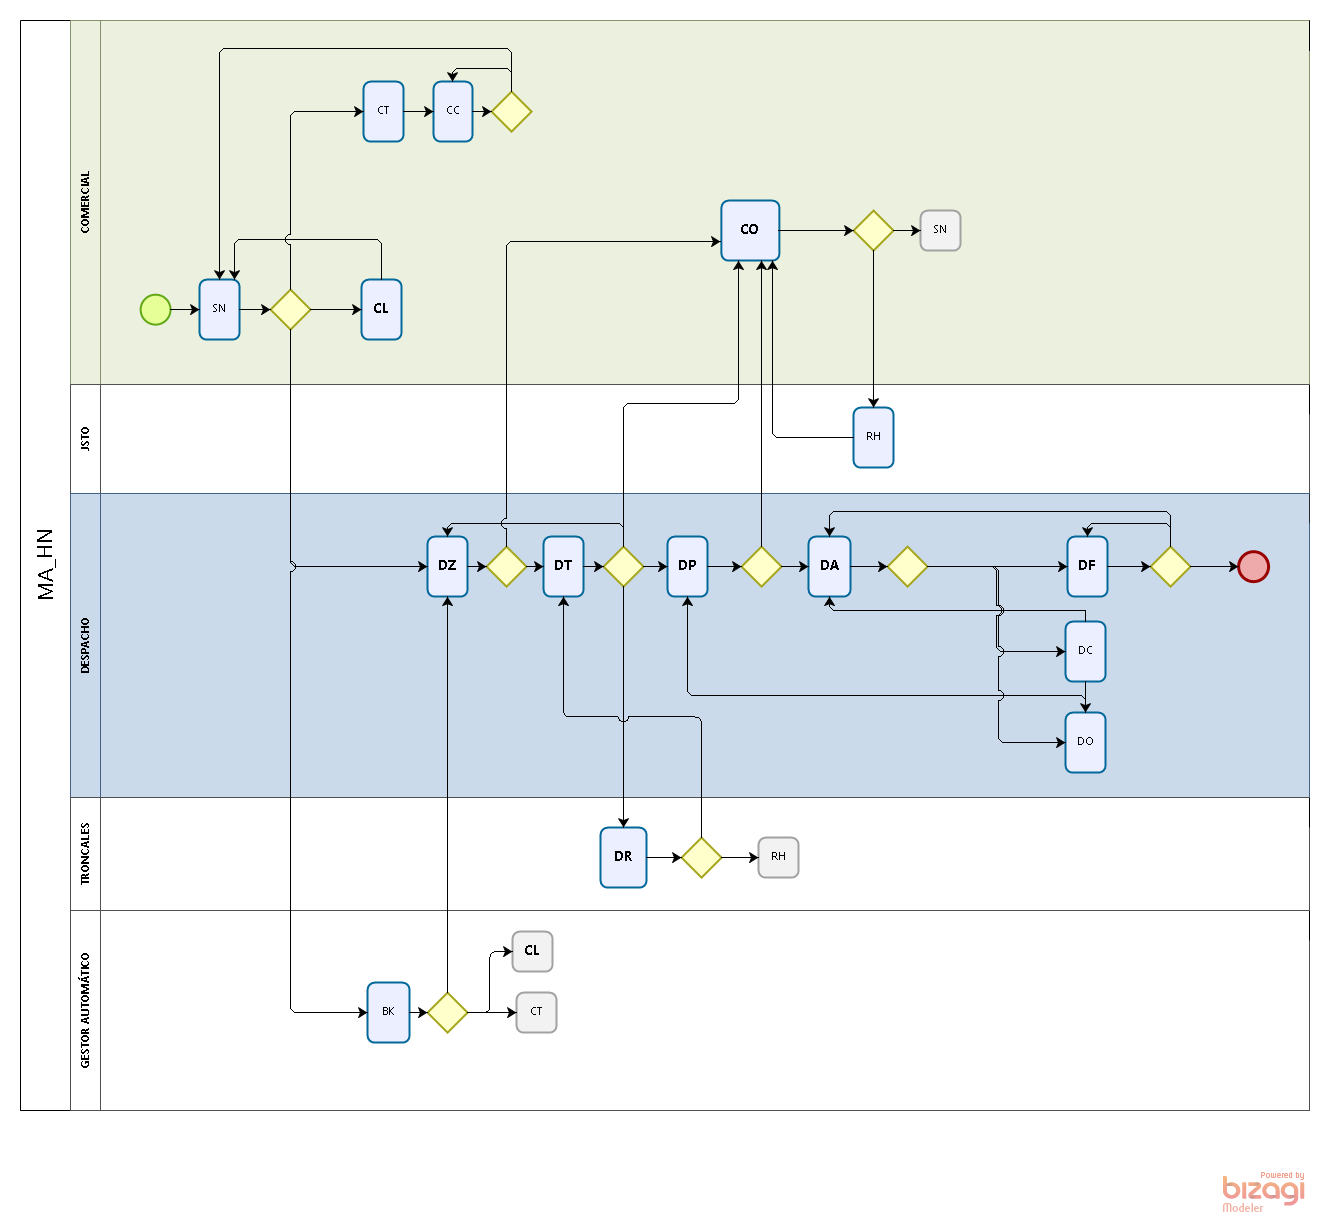 MA_HN
COMERCIAL
CT
CC
CO
SN
SN
CL
JSTO
RH
DESPACHO
DZ
DT
DP
DA
DF
DC
DO
TRONCALES
DR
RH
GESTOR AUTOMÁTICO
CL
BK
CT
Powered by
bizagi
Modeler